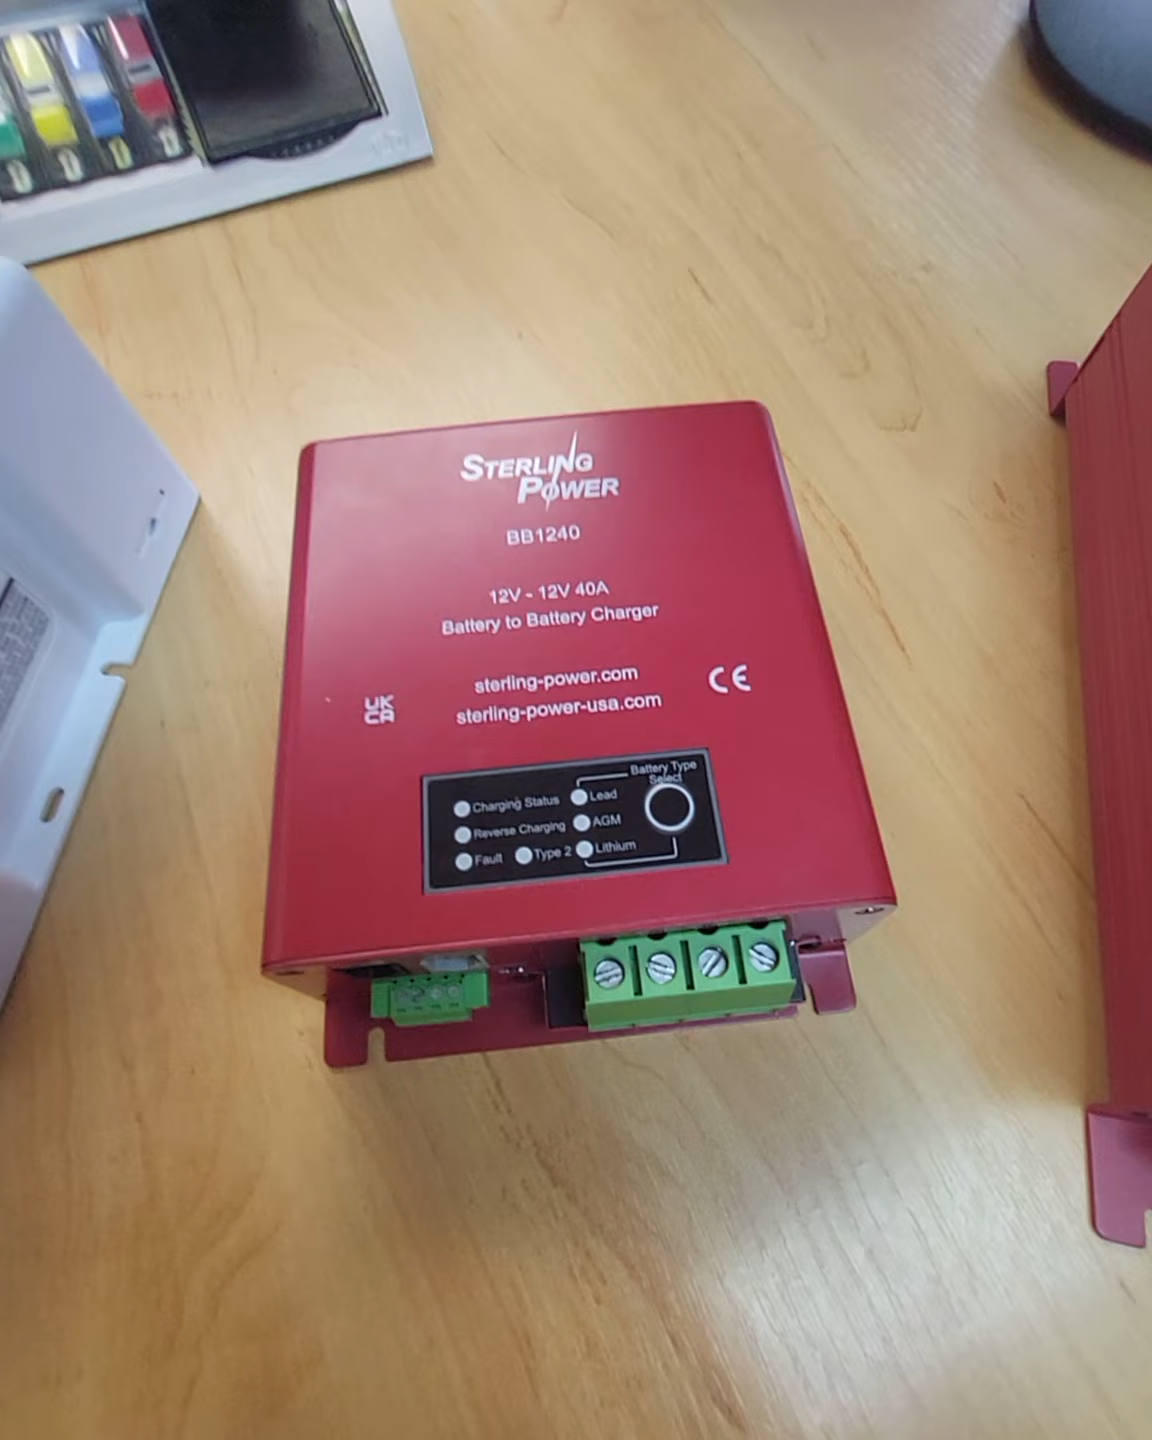 STERLING
POWER
BB1240
12V - 12V 40A
Battery to Battery Charger
sterling-power.com
sterling-power-usa.com
UK
CA
CE
Battery Type
Select
Charging Status
Lead
Reverse Charging
AGM
Fault
Type 2
Lithium